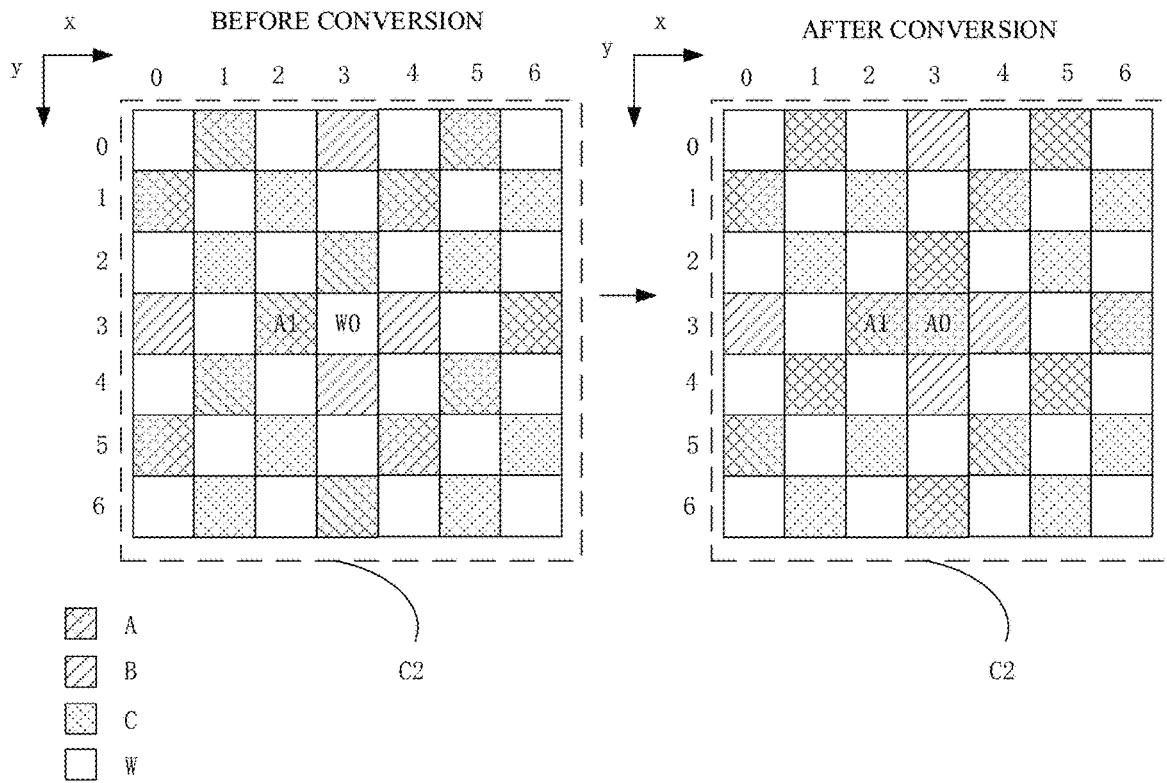 BEFORE CONVERSION
AFTER CONVERSION
x
x
y
y
0 1 2 3 4 5 6
0 1 2 3 4 5 6
0
0
1
1
2
2
3 A1 W0
3 A1 A0
4
4
5
5
6
6
C2
C2
A
B
C
W